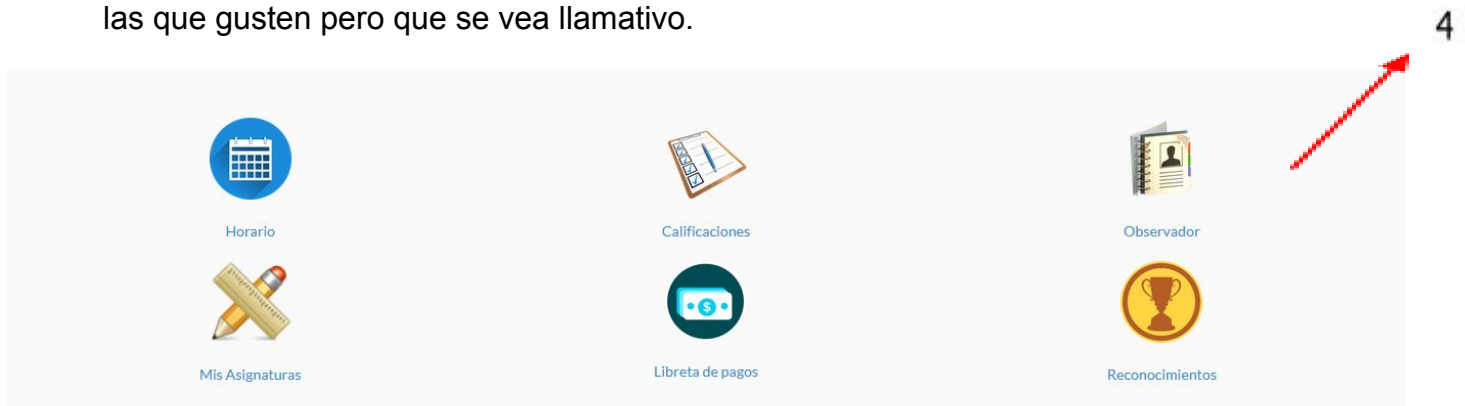 las que gusten pero que se vea llamativo.
4
Horario Calificaciones Observador
Mis Asignaturas Libreta de pagos Reconocimientos